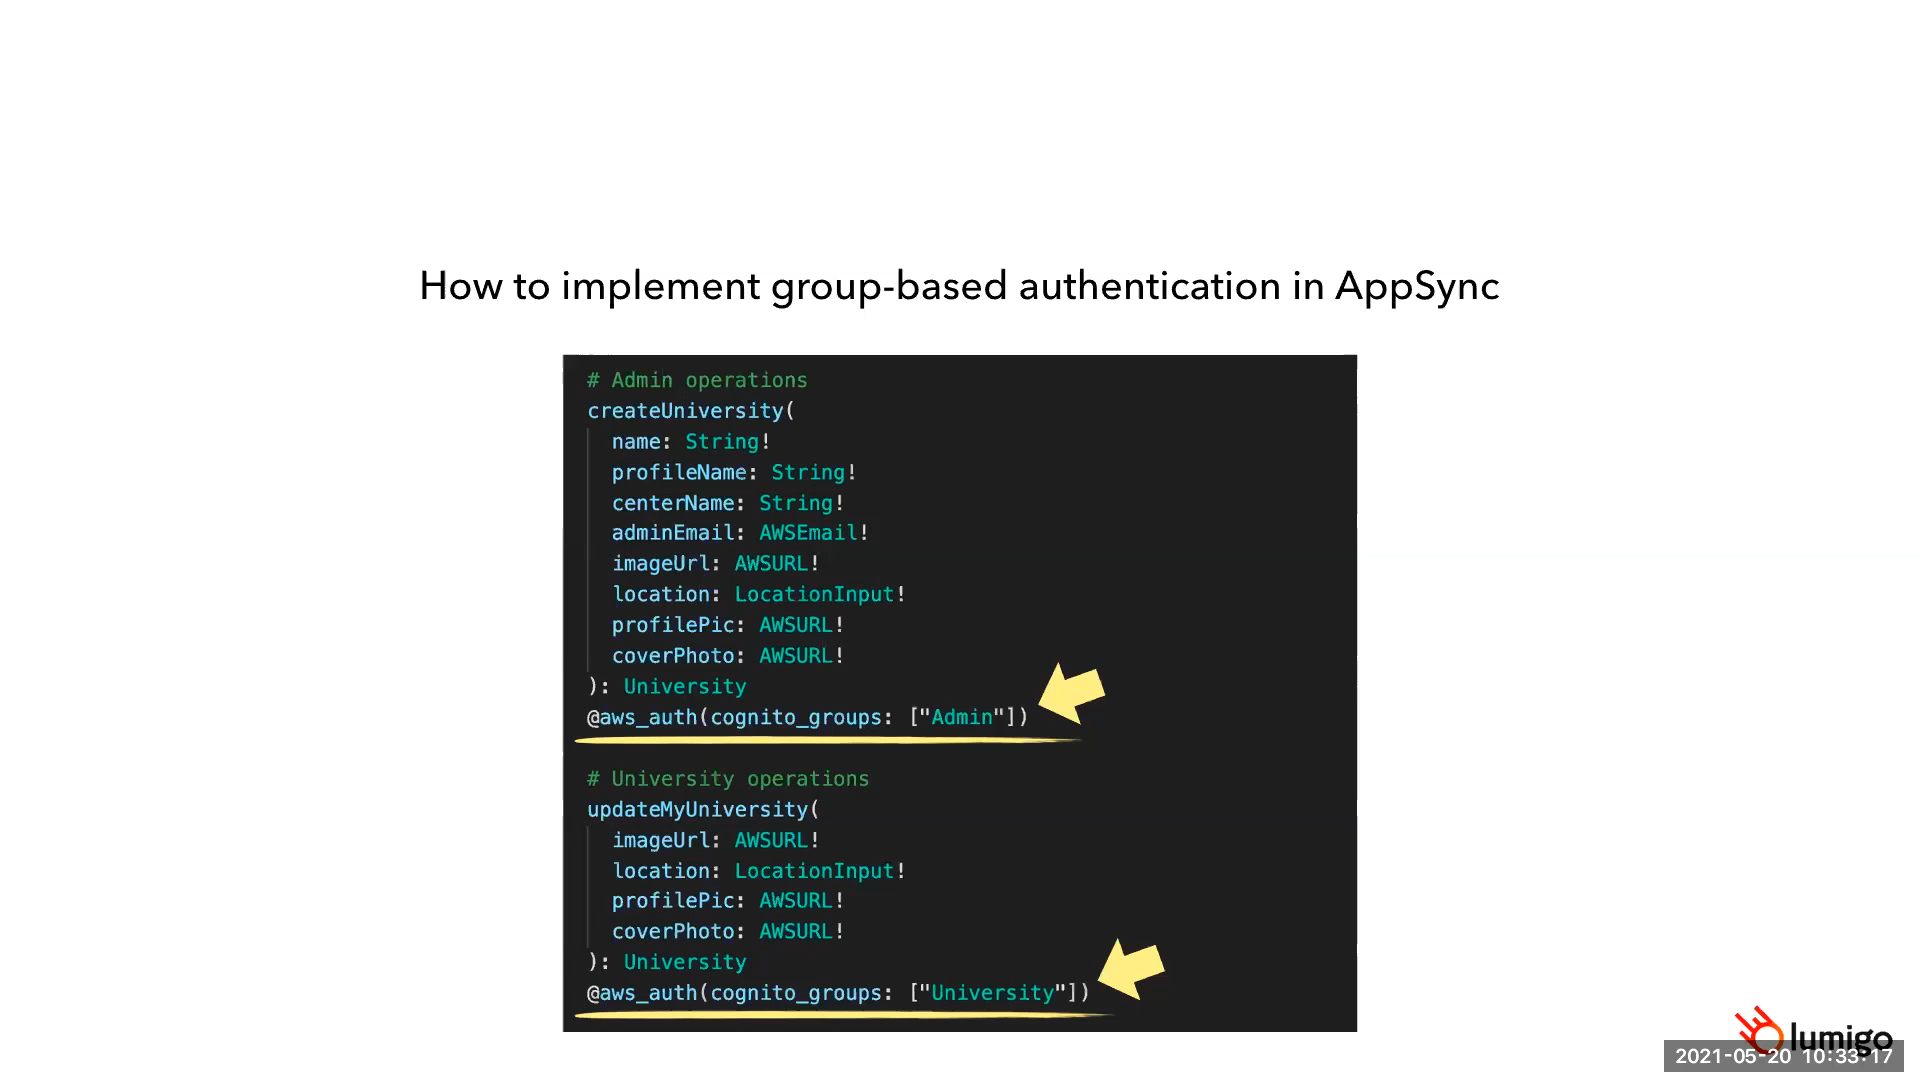 How to implement group-based authentication in AppSync
# Admin operations
createUniversity(
name: String!
profileName: String!
centerName: String!
adminEmail: AWSEmail!
imageUrl: AWSURL!
location: LocationInput!
profilePic: AWSURL!
coverPhoto: AWSURL!
): University
@aws_auth(cognito_groups: ["Admin"])
# University operations
updateMyUniversity(
imageUrl: AWSURL!
location: LocationInput!
profilePic: AWSURL!
coverPhoto: AWSURL!
): University
@aws_auth(cognito_groups: ["University"])
lumigo
2021-05-20 10:33:17